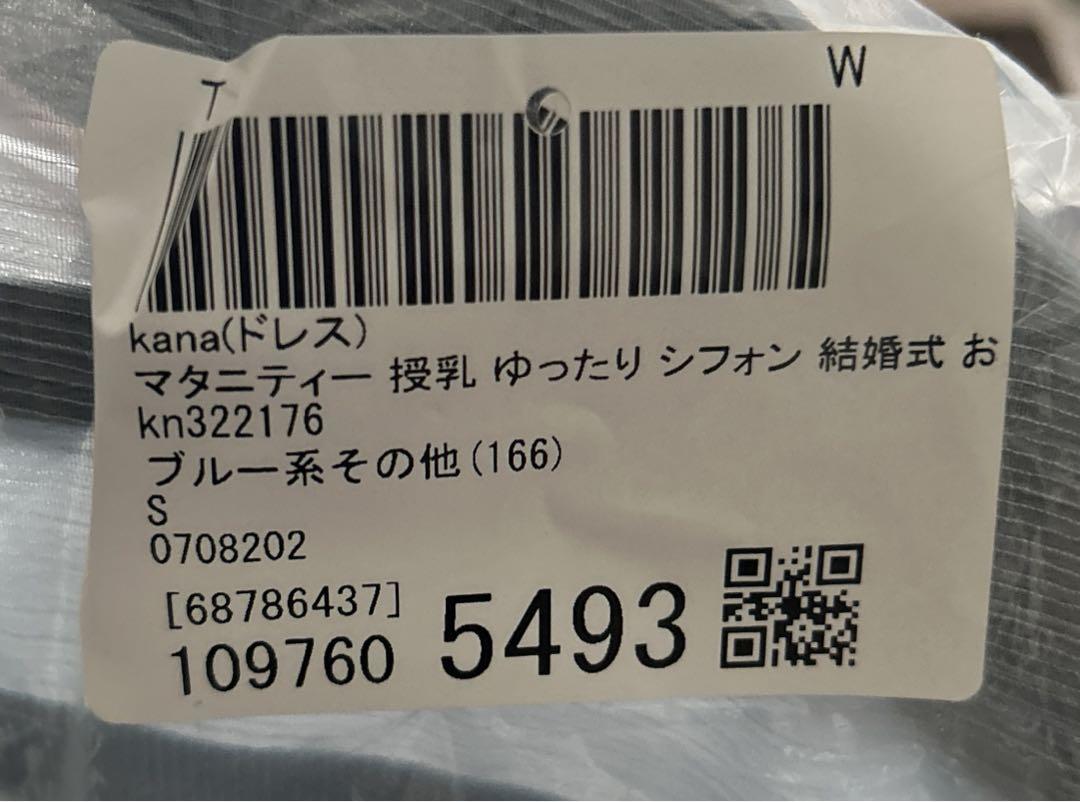 T W
kana(ドレス)
マタニティー 授乳 ゆったり シフォン 結婚式 お
kn322176
ブルー系その他(166)
S
0708202
[68786437]
109760 5493